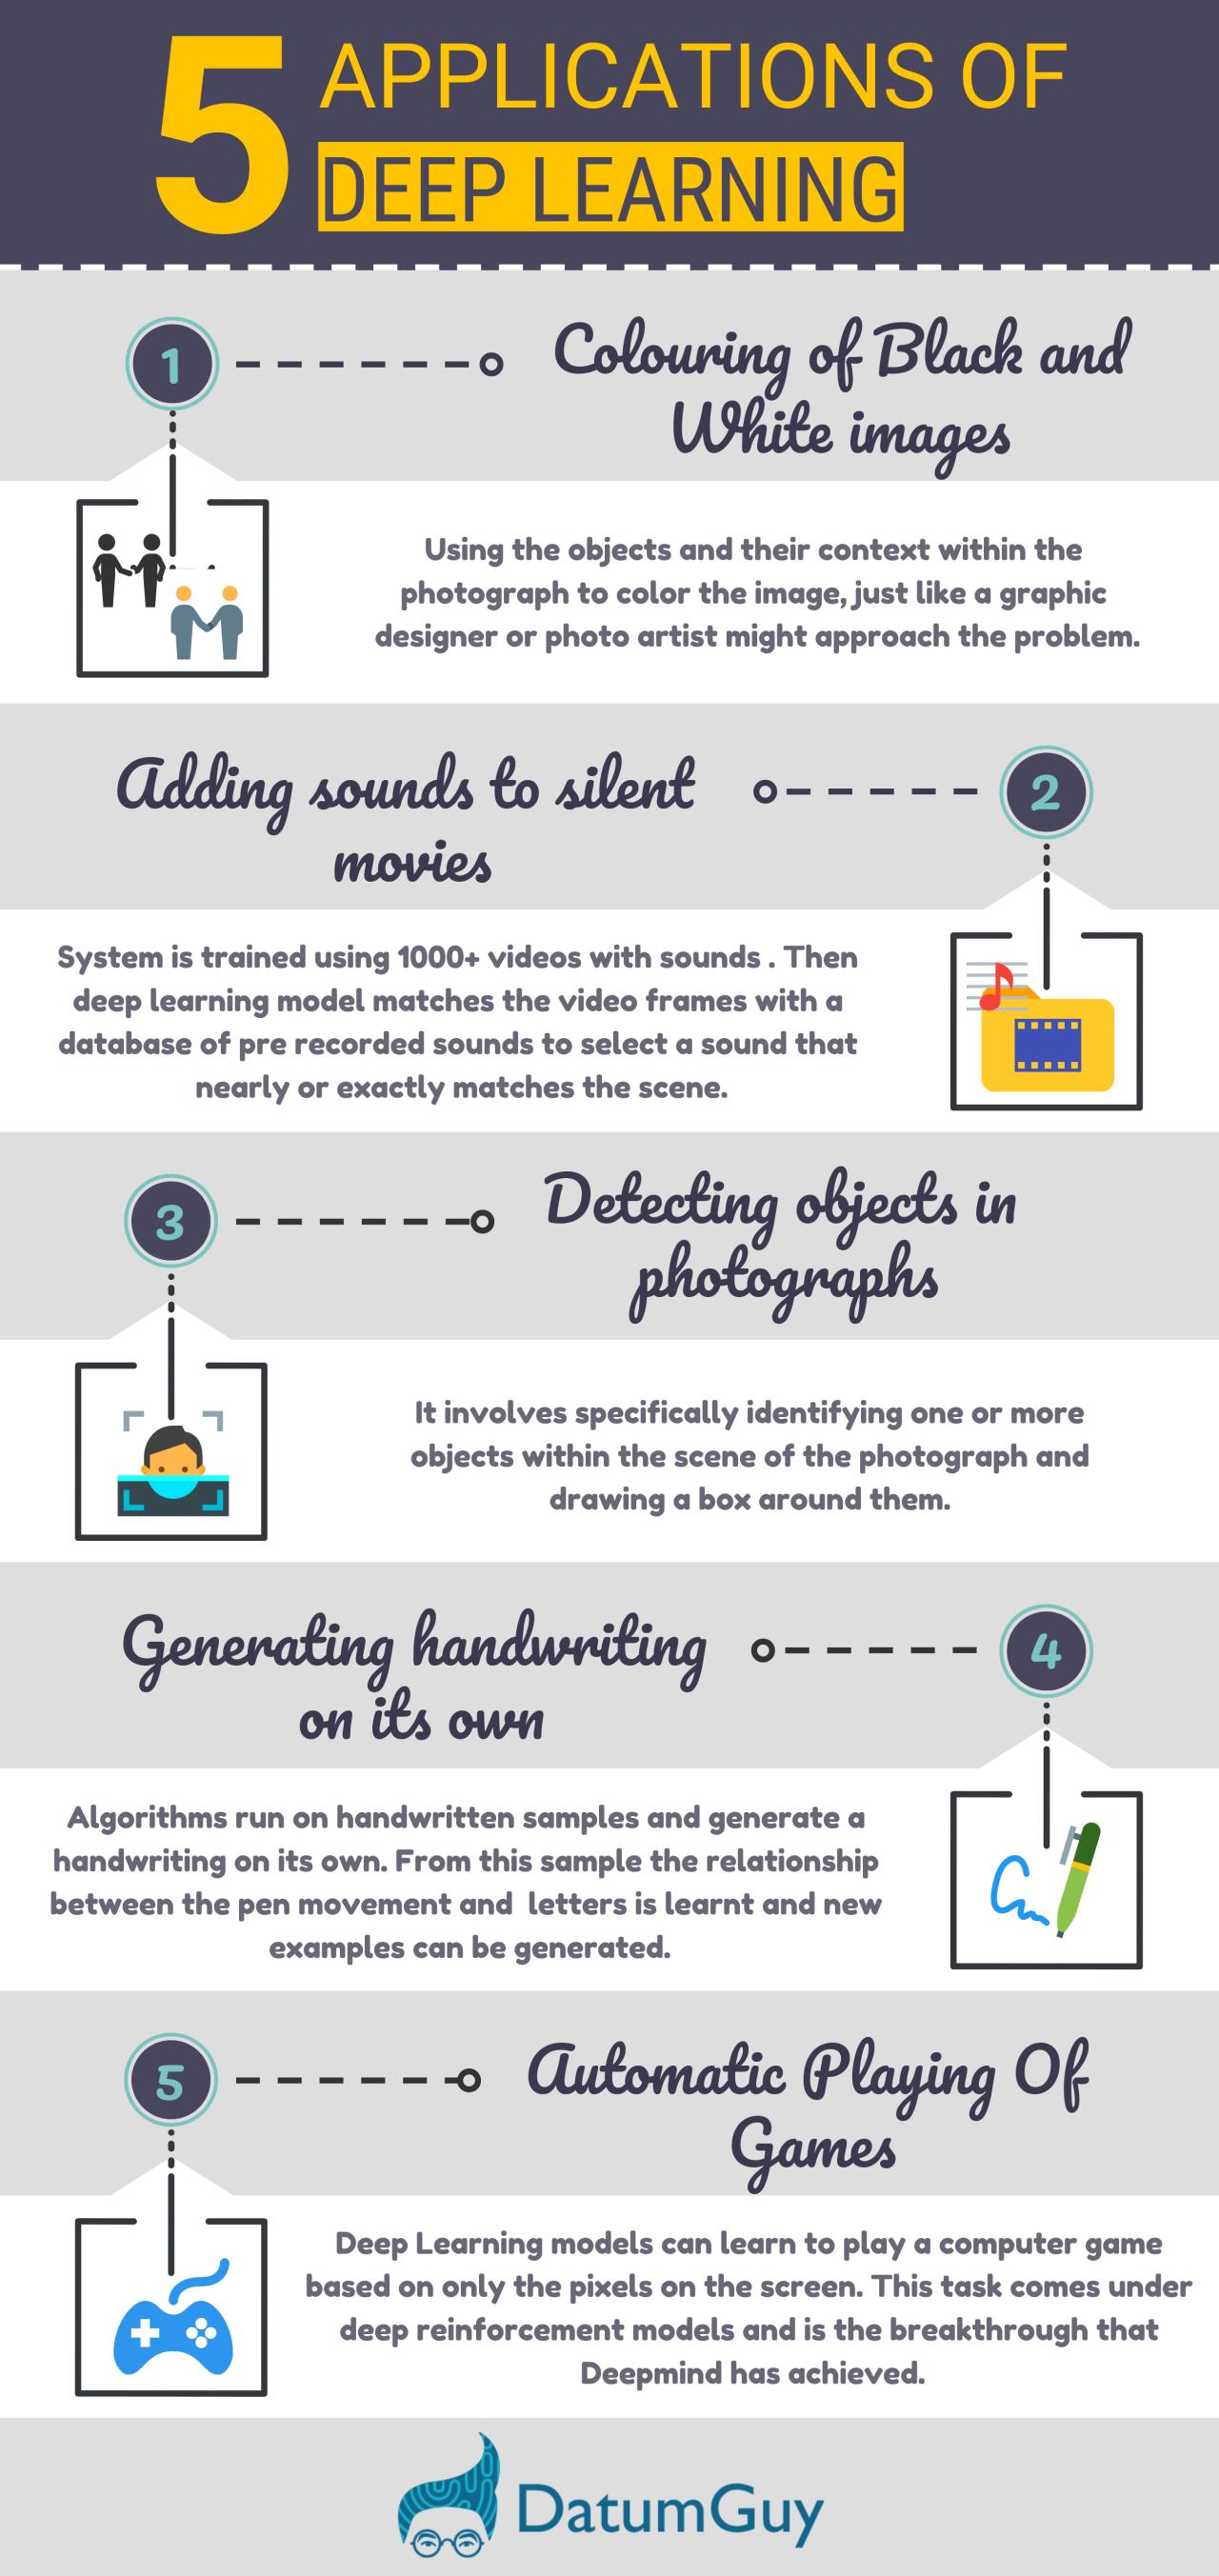 5 APPLICATIONS OF
DEEP LEARNING
1
Colouring of Black and
White images
Using the objects and their context within the
photograph to color the image, just like a graphic
designer or photo artist might approach the problem.
Adding sounds to silent
movies
2
System is trained using 1000+ videos with sounds . Then
deep learning model matches the video frames with a
database of pre recorded sounds to select a sound that
nearly or exactly matches the scene.
3
Detecting objects in
photographs
It involves specifically identifying one or more
objects within the scene of the photograph and
drawing a box around them.
Generating handwriting
on its own
4
Algorithms run on handwritten samples and generate a
handwriting on its own. From this sample the relationship
between the pen movement and  letters is learnt and new
examples can be generated.
5
Automatic Playing Of
Games
Deep Learning models can learn to play a computer game
based on only the pixels on the screen. This task comes under
deep reinforcement models and is the breakthrough that
Deepmind has achieved.
DatumGuy